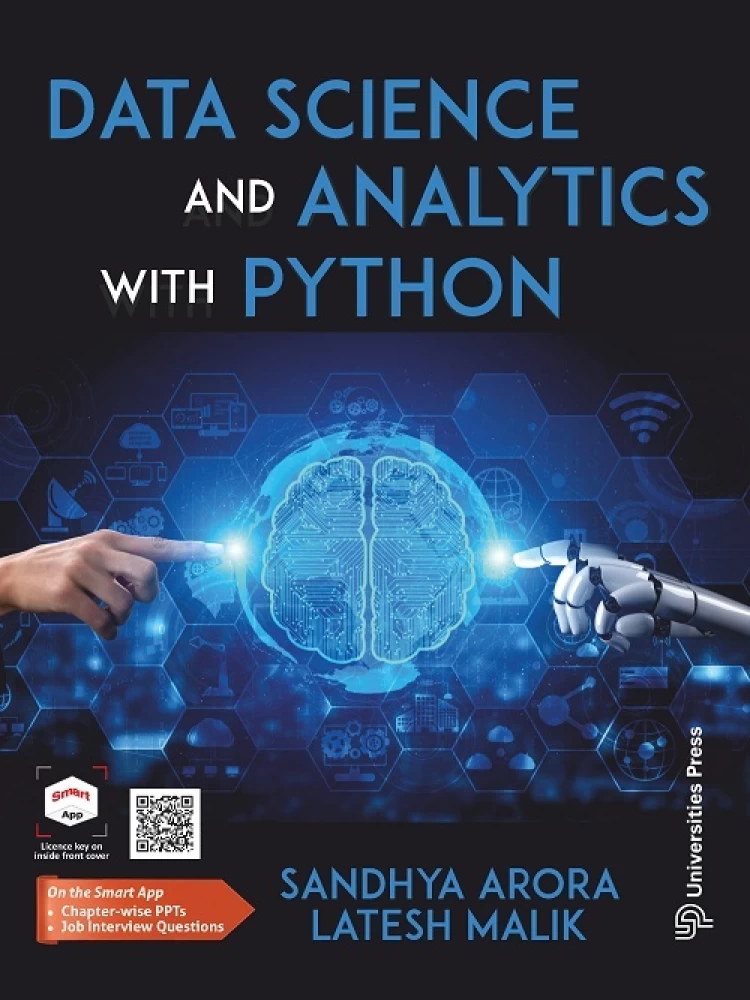 DATA SCIENCE
AND ANALYTICS
WITH PYTHON
Smart
App
Licence key on
inside front cover
On the Smart App
• Chapter-wise PPTs
• Job Interview Questions
SANDHYA ARORA
LATESH MALIK
Universities Press